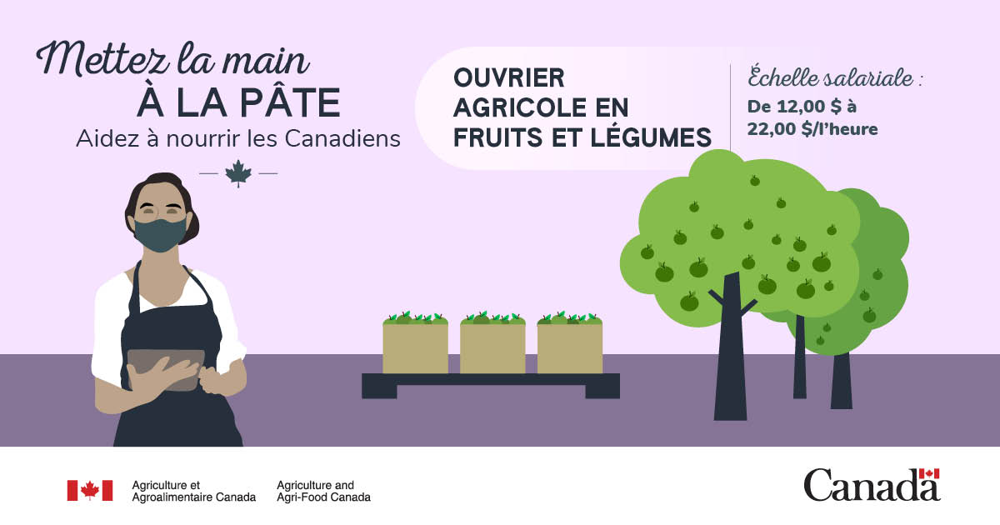 Mettez la main
À LA PÂTE
Aidez à nourrir les Canadiens
OUVRIER
AGRICOLE EN
FRUITS ET LÉGUMES
Échelle salariale :
De 12,00 $ à
22,00 $/l’heure
Agriculture et
Agroalimentaire Canada
Agriculture and
Agri-Food Canada
Canada